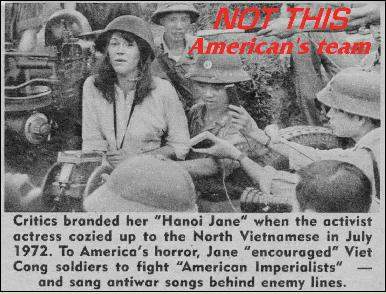 NOT THIS
American's team
Critics branded her "Hanoi Jane" when the activist
actress cozied up to the North Vietnamese in July
1972. To America's horror, Jane "encouraged" Viet
Cong soldiers to fight "American Imperialists" —
and sang antiwar songs behind enemy lines.